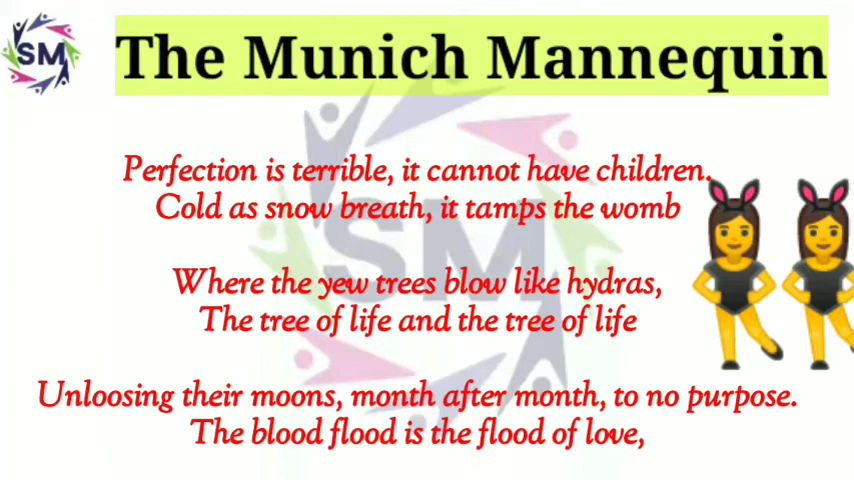 SM
The Munich Mannequin
Perfection is terrible, it cannot have children.
Cold as snow breath, it tamps the womb
Where the yew trees blow like hydras,
The tree of life and the tree of life
Unloosing their moons, month after month, to no purpose.
The blood flood is the flood of love,
SM